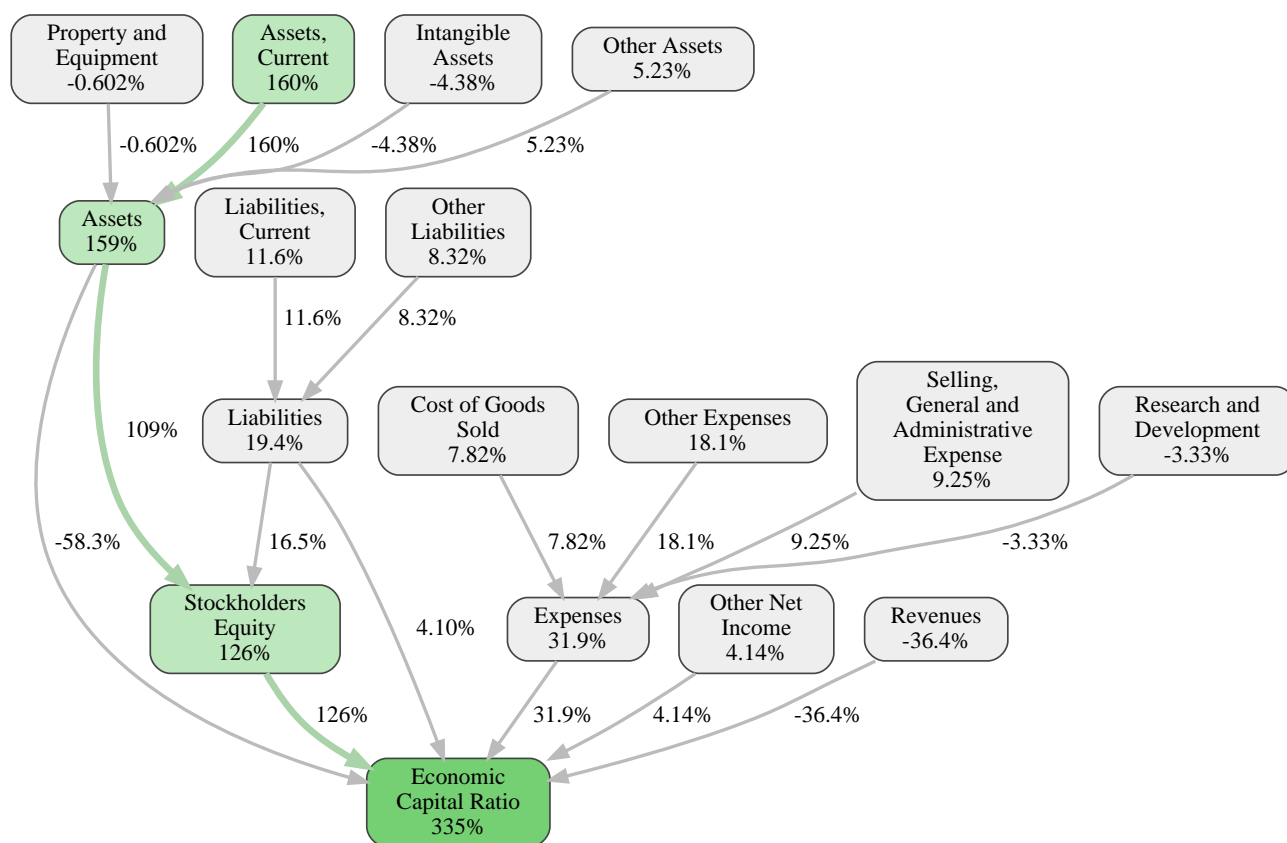 Property and
Equipment
-0.602%
Assets,
Current
160%
Intangible
Assets
-4.38%
Other Assets
5.23%
-0.602%
160%
-4.38%
5.23%
Assets
159%
Liabilities,
Current
11.6%
Other
Liabilities
8.32%
11.6%
8.32%
Liabilities
19.4%
Cost of Goods
Sold
7.82%
Other Expenses
18.1%
Selling,
General and
Administrative
Expense
9.25%
Research and
Development
-3.33%
109%
-58.3%
16.5%
7.82%
18.1%
9.25%
-3.33%
Stockholders
Equity
126%
4.10%
Expenses
31.9%
Other Net
Income
4.14%
Revenues
-36.4%
126%
31.9%
4.14%
-36.4%
Economic
Capital Ratio
335%